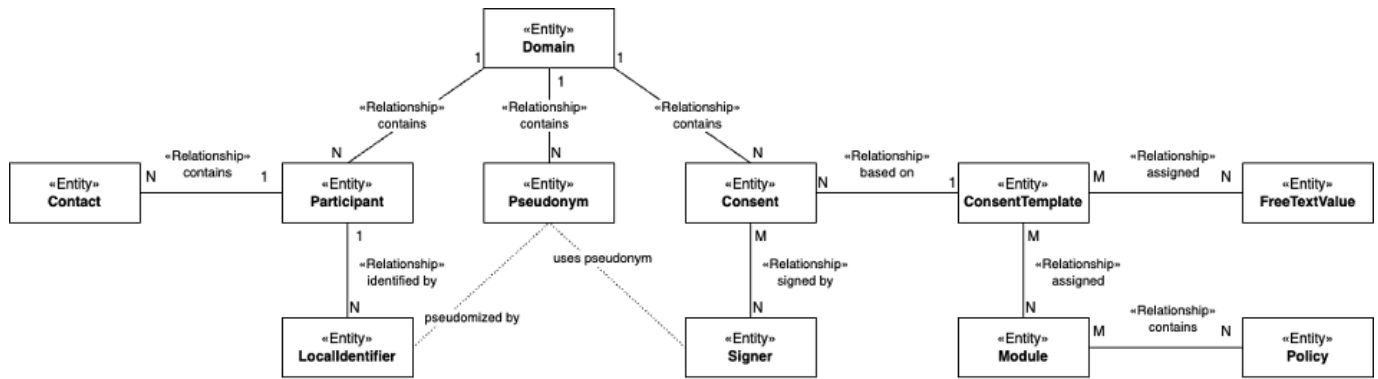 «Entity»
Domain
1
1
1
«Relationship»
contains
«Relationship»
contains
«Relationship»
contains
N
N
N
«Entity»
Contact
N
«Relationship»
contains
1
«Entity»
Participant
«Entity»
Pseudonym
«Entity»
Consent
N
«Relationship»
based on
1
«Entity»
ConsentTemplate
M
«Relationship»
assigned
N
«Entity»
FreeTextValue
1
«Relationship»
identified by
N
uses pseudonym
pseudomized by
M
«Relationship»
signed by
N
M
«Relationship»
assigned
N
«Entity»
LocalIdentifier
«Entity»
Signer
«Entity»
Module
M
«Relationship»
contains
N
«Entity»
Policy